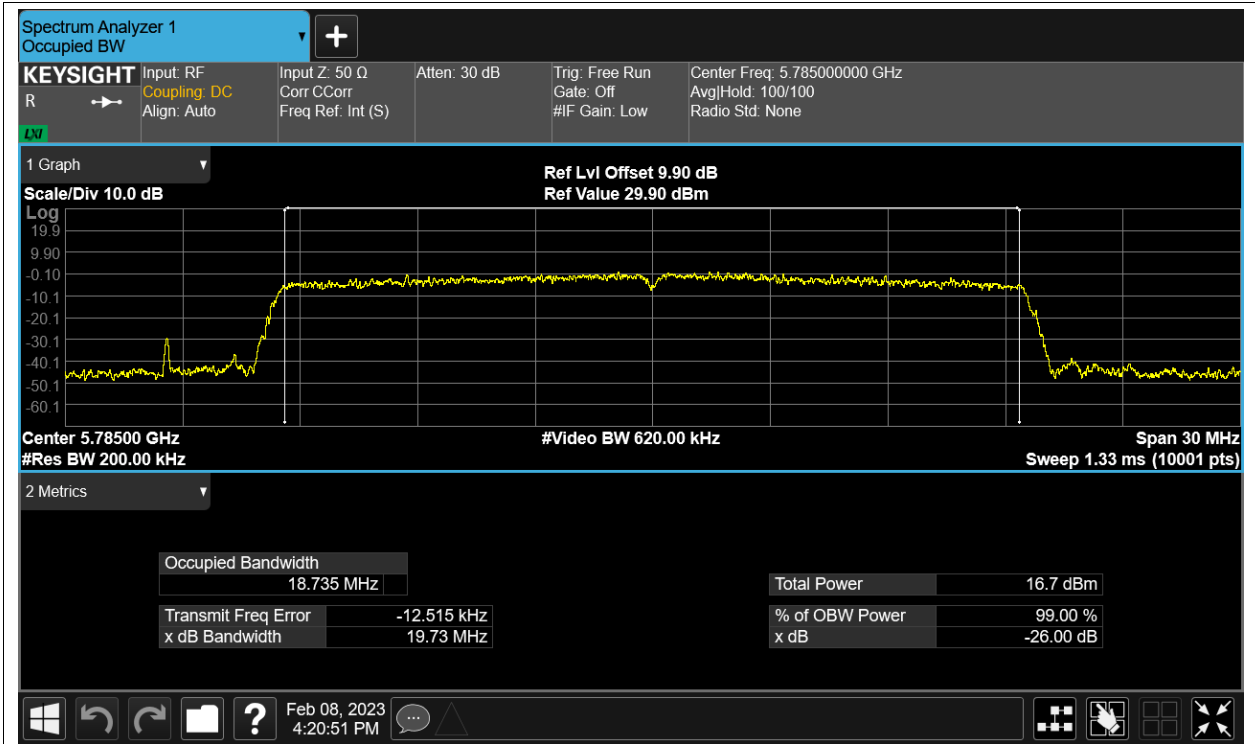 Spectrum Analyzer 1
Occupied BW
KEYSIGHT
R
LXI
Input: RF
Coupling: DC
Align: Auto
Input Z: 50 Ω
Corr CCorr
Freq Ref: Int (S)
Atten: 30 dB
Trig: Free Run
Gate: Off
#IF Gain: Low
Center Freq: 5.785000000 GHz
Avg|Hold: 100/100
Radio Std: None
1 Graph
Scale/Div 10.0 dB
Ref Lvl Offset 9.90 dB
Ref Value 29.90 dBm
Log
19.9
9.90
-0.10
-10.1
-20.1
-30.1
-40.1
-50.1
-60.1
Center 5.78500 GHz
#Video BW 620.00 kHz
Span 30 MHz
#Res BW 200.00 kHz
Sweep 1.33 ms (10001 pts)
2 Metrics
Occupied Bandwidth
18.735 MHz
Total Power 16.7 dBm
Transmit Freq Error -12.515 kHz
% of OBW Power 99.00 %
x dB Bandwidth 19.73 MHz
x dB -26.00 dB
?
Feb 08, 2023
4:20:51 PM